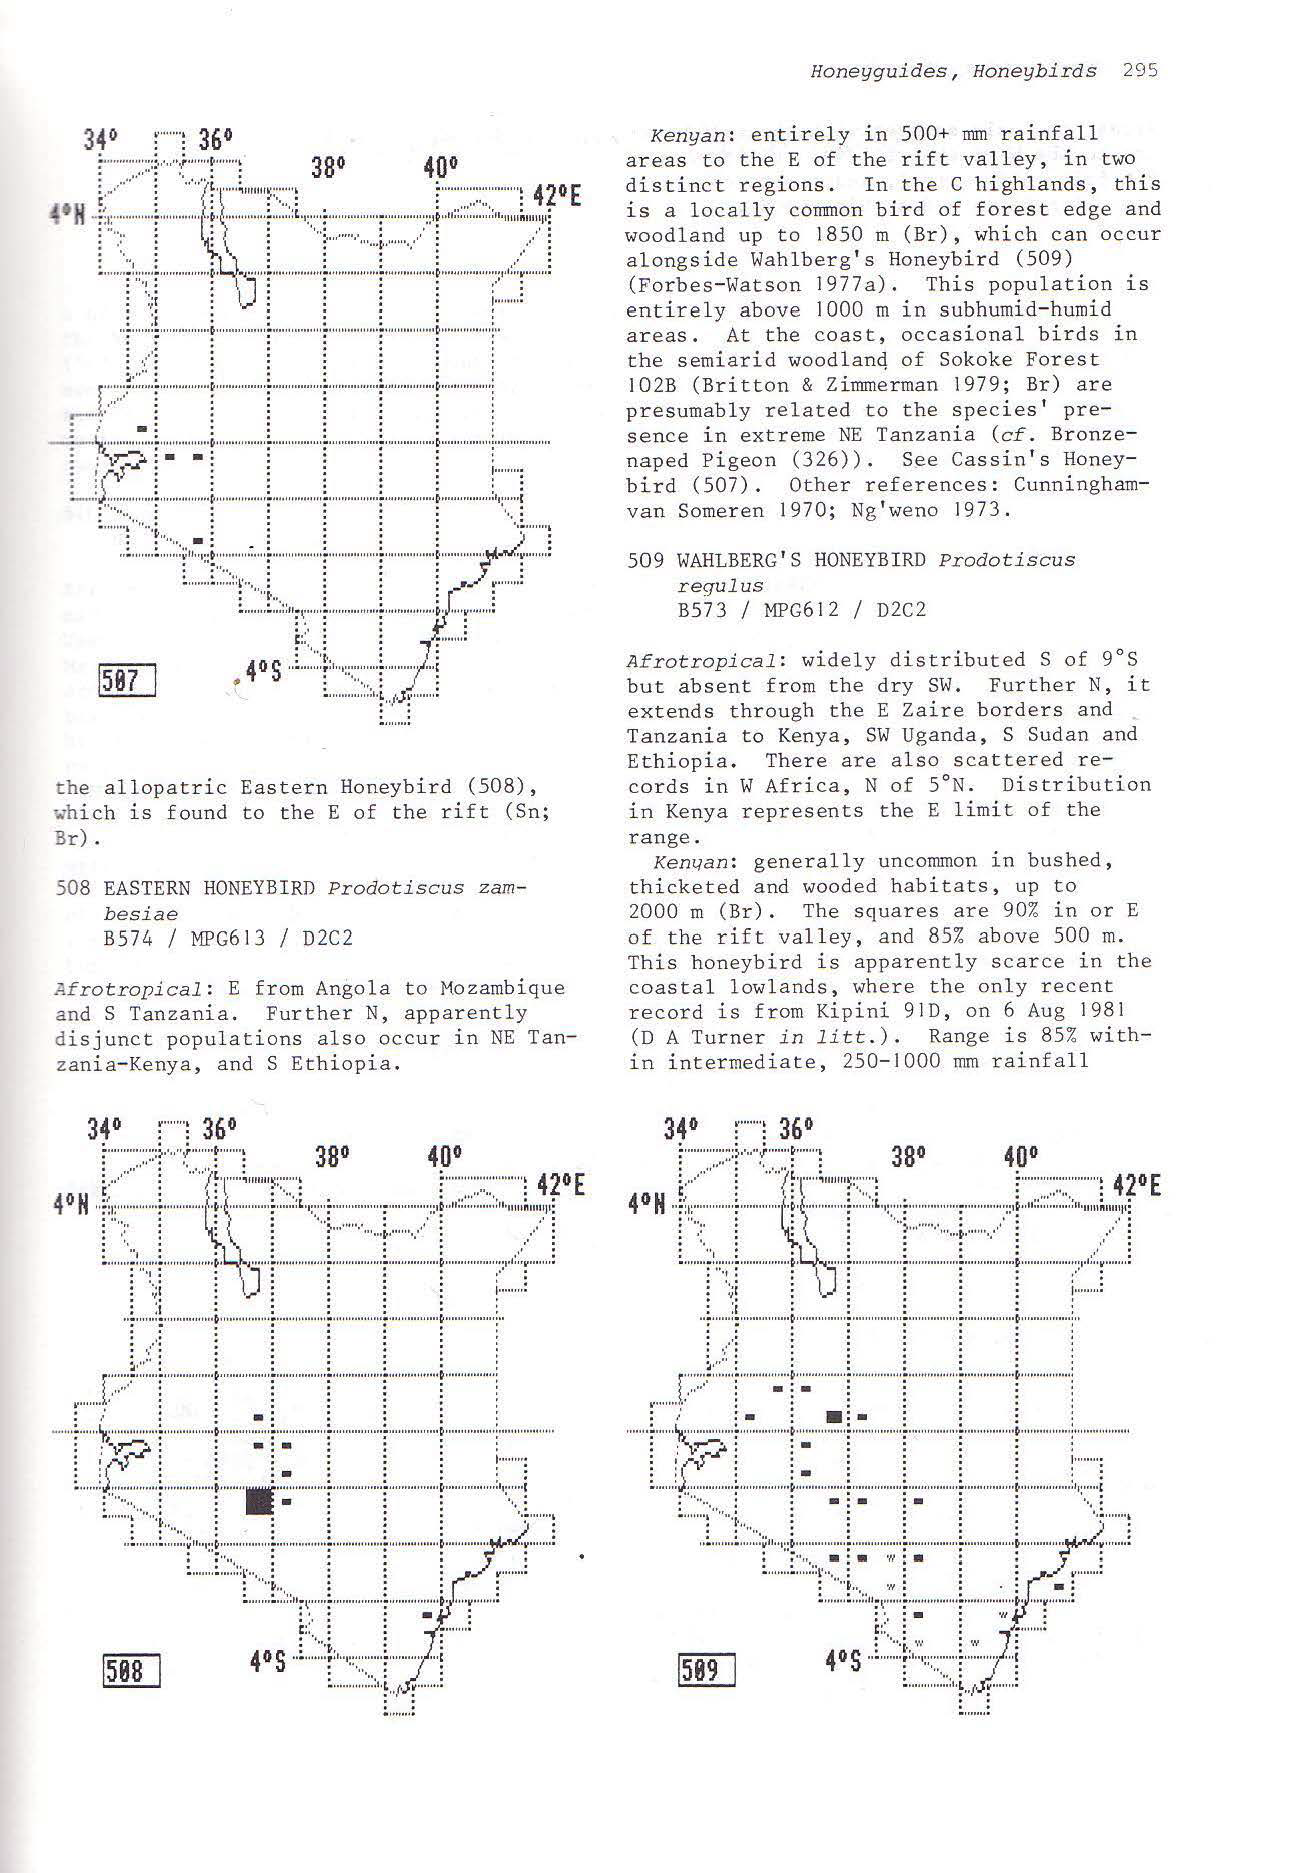 Honeyguides, Honeybirds 295
34° 36°
38° 40°
42°E
4°N
4°S
507
the allopatric Eastern Honeybird (508),
which is found to the E of the rift (Sn;
Br).
508 EASTERN HONEYBIRD Prodotiscus zam-
besiae
B574 / MPG613 / D2C2
Afrotropical: E from Angola to Mozambique
and S Tanzania. Further N, apparently
disjunct populations also occur in NE Tan-
zania-Kenya, and S Ethiopia.
34° 36°
38° 40°
42°E
4°N
4°S
508
Kenyan: entirely in 500+ mm rainfall
areas to the E of the rift valley, in two
distinct regions. In the C highlands, this
is a locally common bird of forest edge and
woodland up to 1850 m (Br), which can occur
alongside Wahlberg's Honeybird (509)
(Forbes-Watson 1977a). This population is
entirely above 1000 m in subhumid-humid
areas. At the coast, occasional birds in
the semiarid woodland of Sokoke Forest
102B (Britton & Zimmerman 1979; Br) are
presumably related to the species' pre-
sence in extreme NE Tanzania (cf. Bronze-
naped Pigeon (326)). See Cassin's Honey-
bird (507). Other references: Cunningham-
van Someren 1970; Ng'weno 1973.
509 WAHLBERG'S HONEYBIRD Prodotiscus
regulus
B573 / MPG612 / D2C2
Afrotropical: widely distributed S of 9°S
but absent from the dry SW. Further N, it
extends through the E Zaire borders and
Tanzania to Kenya, SW Uganda, S Sudan and
Ethiopia. There are also scattered re-
cords in W Africa, N of 5°N. Distribution
in Kenya represents the E limit of the
range.
Kenyan: generally uncommon in bushed,
thicketed and wooded habitats, up to
2000 m (Br). The squares are 90% in or E
of the rift valley, and 85% above 500 m.
This honeybird is apparently scarce in the
coastal lowlands, where the only recent
record is from Kipini 91D, on 6 Aug 1981
(D A Turner in litt.). Range is 85% with-
in intermediate, 250-1000 mm rainfall
34° 36°
38° 40°
42°E
4°N
W
W
W
W W
4°S
509